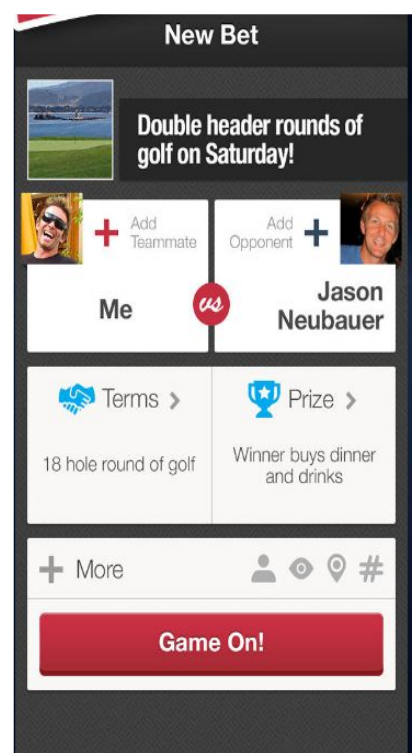 New Bet
Double header rounds of
golf on Saturday!
Add
Teammate
Me
vs
Add
Opponent
Jason
Neubauer
Terms
18 hole round of golf
Prize
Winner buys dinner
and drinks
More
#
Game On!